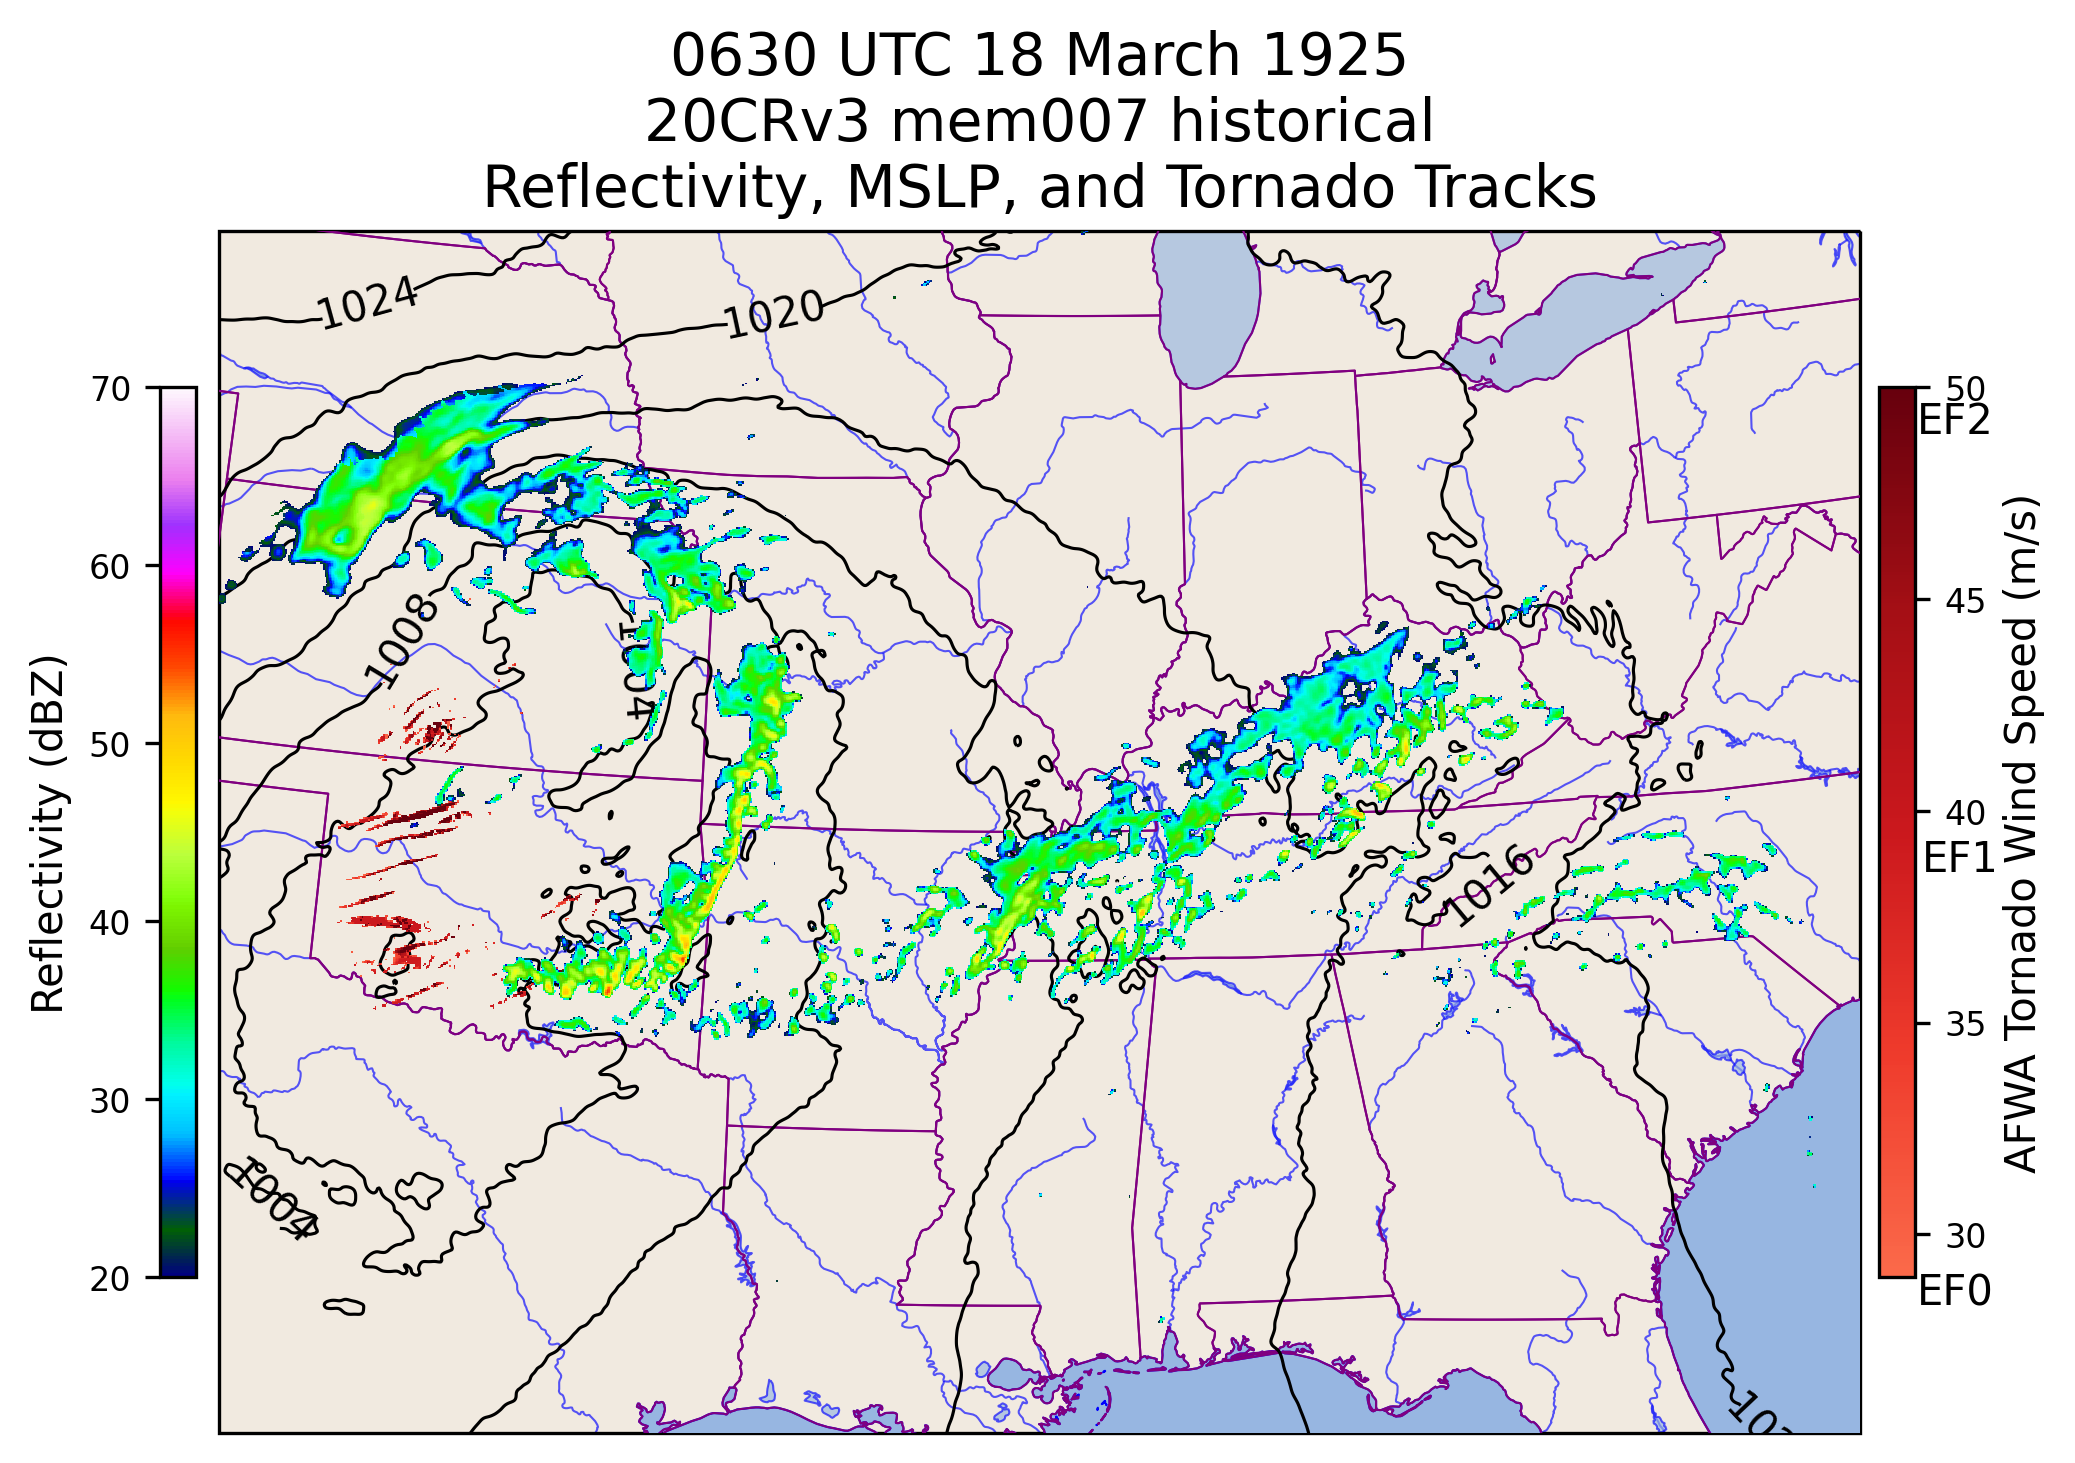 0630 UTC 18 March 1925
20CRv3 mem007 historical
Reflectivity, MSLP, and Tornado Tracks
1024
1020
1008
1004
1016
1004
70
60
50
40
30
20
Reflectivity (dBZ)
50
EF2
45
40
EF1
35
30
EF0
AFWA Tornado Wind Speed (m/s)